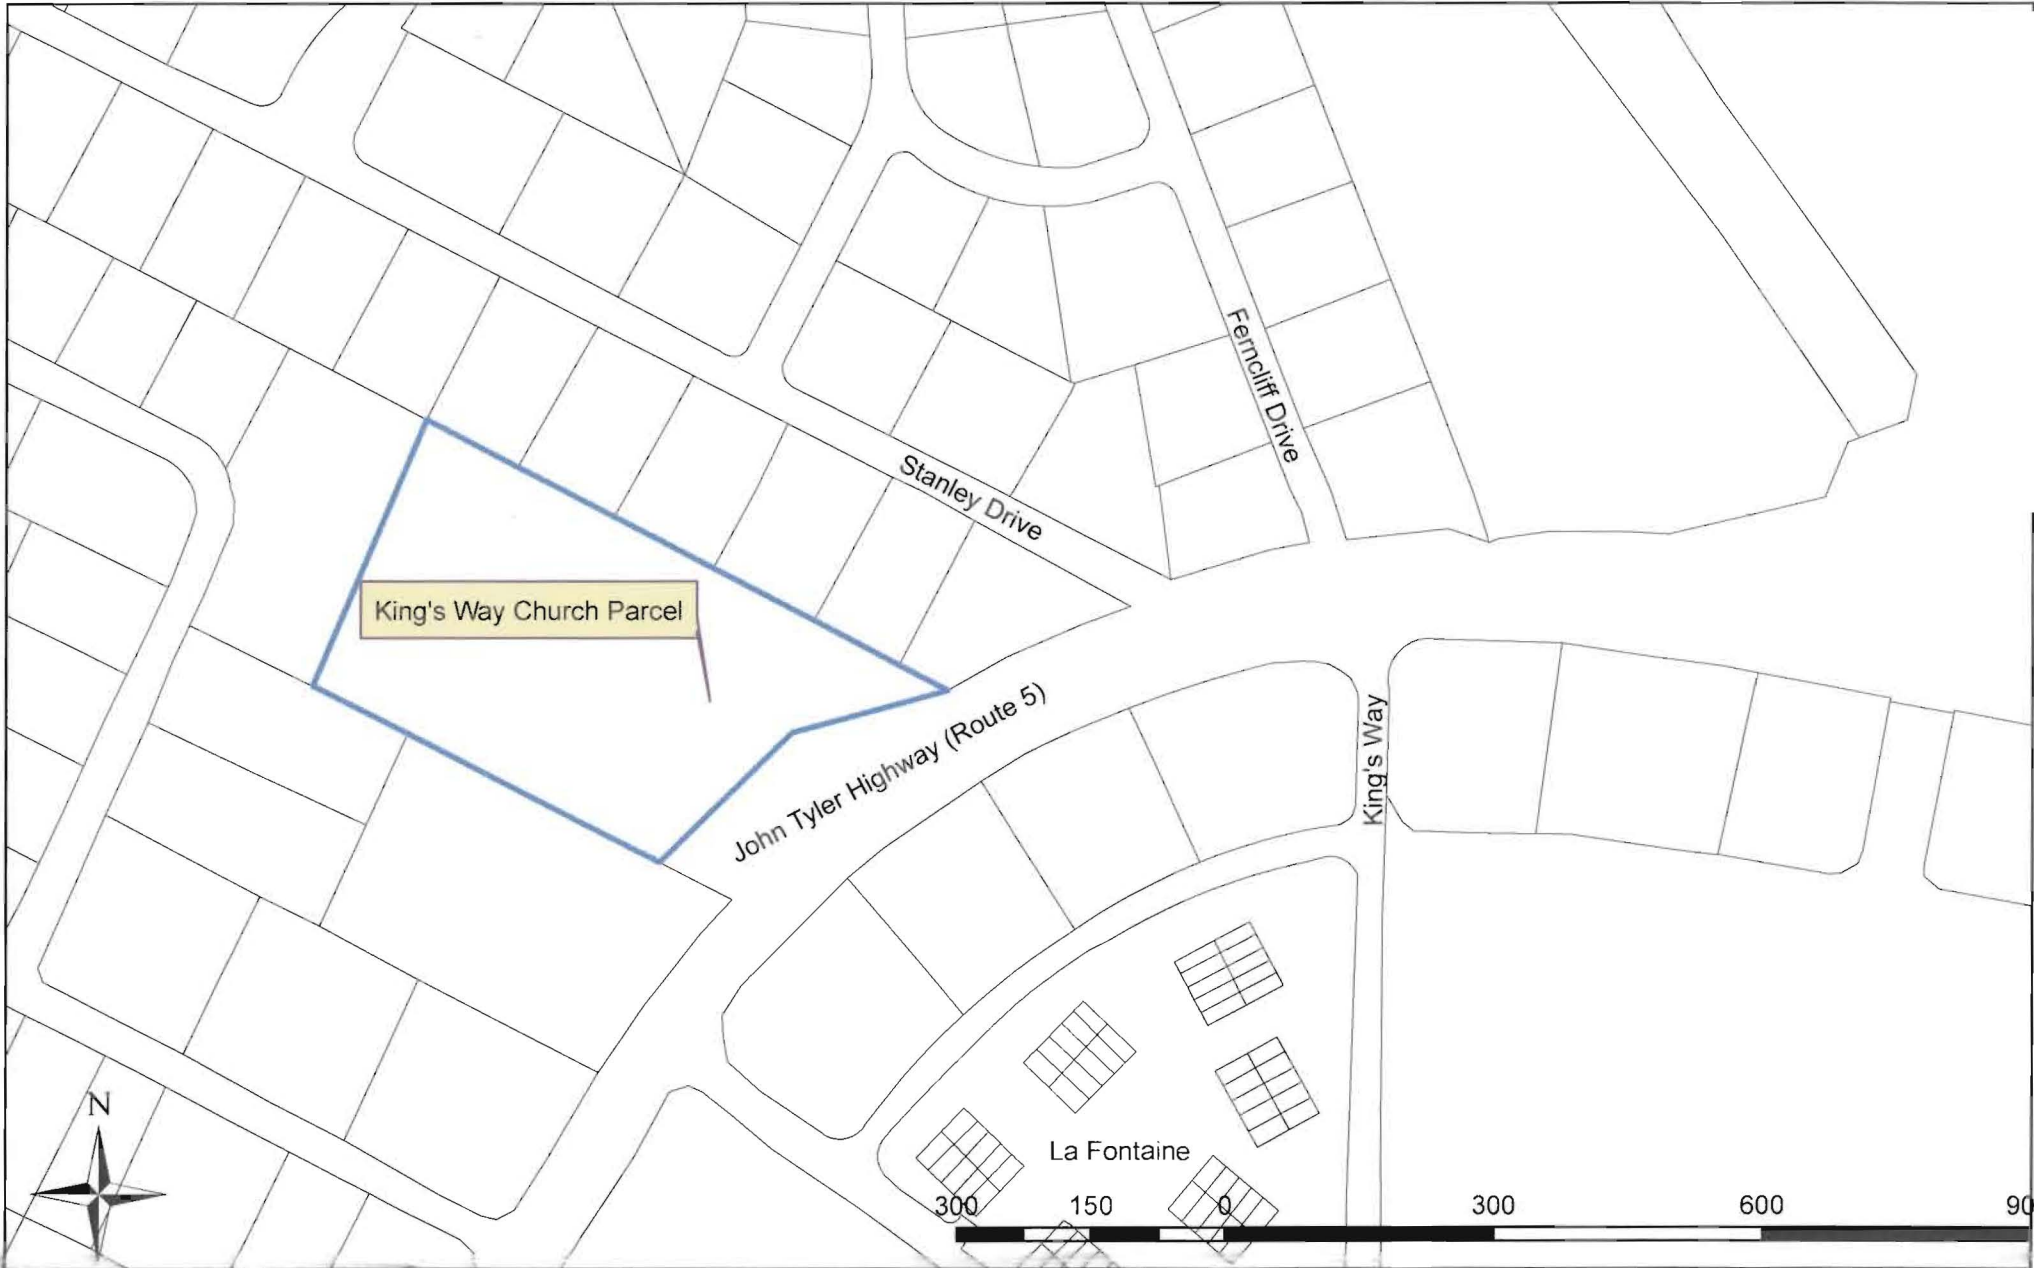 Ferncliff Drive
Stanley Drive
King's Way Church Parcel
John Tyler Highway (Route 5)
King's Way
N
La Fontaine
300 150 0 300 600 90